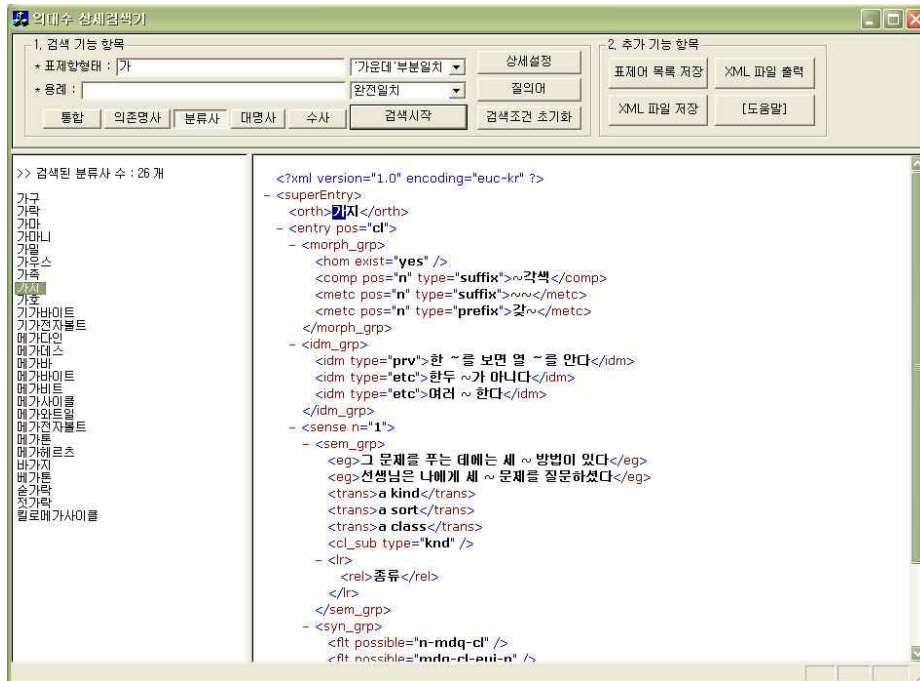 의대수 상세검색기
1. 검색 기능 항목
* 표제항형태 : 가 '가운데'부분일치 상세설정
* 용례 : 완전일치 질의어
통합 의존명사 분류사 대명사 수사 검색시작 검색조건 초기화
2. 추가 기능 항목
표제어 목록 저장 XML 파일 출력
XML 파일 저장 [도움말]
>> 검색된 분류사 수 : 26 개
가구
가락
가마
가마니
가밀
가우스
가족
가지
가호
기가바이트
기가전자볼트
메가다인
메가데스
메가바
메가바이트
메가비트
메가사이클
메가와트일
메가전자볼트
메가톤
메가헤르츠
바가지
베가톤
숟가락
젓가락
킬로메가사이클
<?xml version="1.0" encoding="euc-kr" ?>
- <superEntry>
<orth>가지</orth>
- <entry pos="cl">
- <morph_grp>
<hom exist="yes" />
<comp pos="n" type="suffix">~각색</comp>
<metc pos="n" type="suffix">~~</metc>
<metc pos="n" type="prefix">갖~</metc>
</morph_grp>
- <idm_grp>
<idm type="prv">한 ~를 보면 열 ~를 안다</idm>
<idm type="etc">한두 ~가 아니다</idm>
<idm type="etc">여러 ~ 한다</idm>
</idm_grp>
- <sense n="1">
- <sem_grp>
<eg>그 문제를 푸는 데에는 세 ~ 방법이 있다</eg>
<eg>선생님은 나에게 세 ~ 문제를 질문하셨다</eg>
<trans>a kind</trans>
<trans>a sort</trans>
<trans>a class</trans>
<cl_sub type="knd" />
- <lr>
<rel>종류</rel>
</lr>
</sem_grp>
- <syn_grp>
<flt possible="n-mdq-cl" />
<flt possible="mdq-cl-eui-n" />